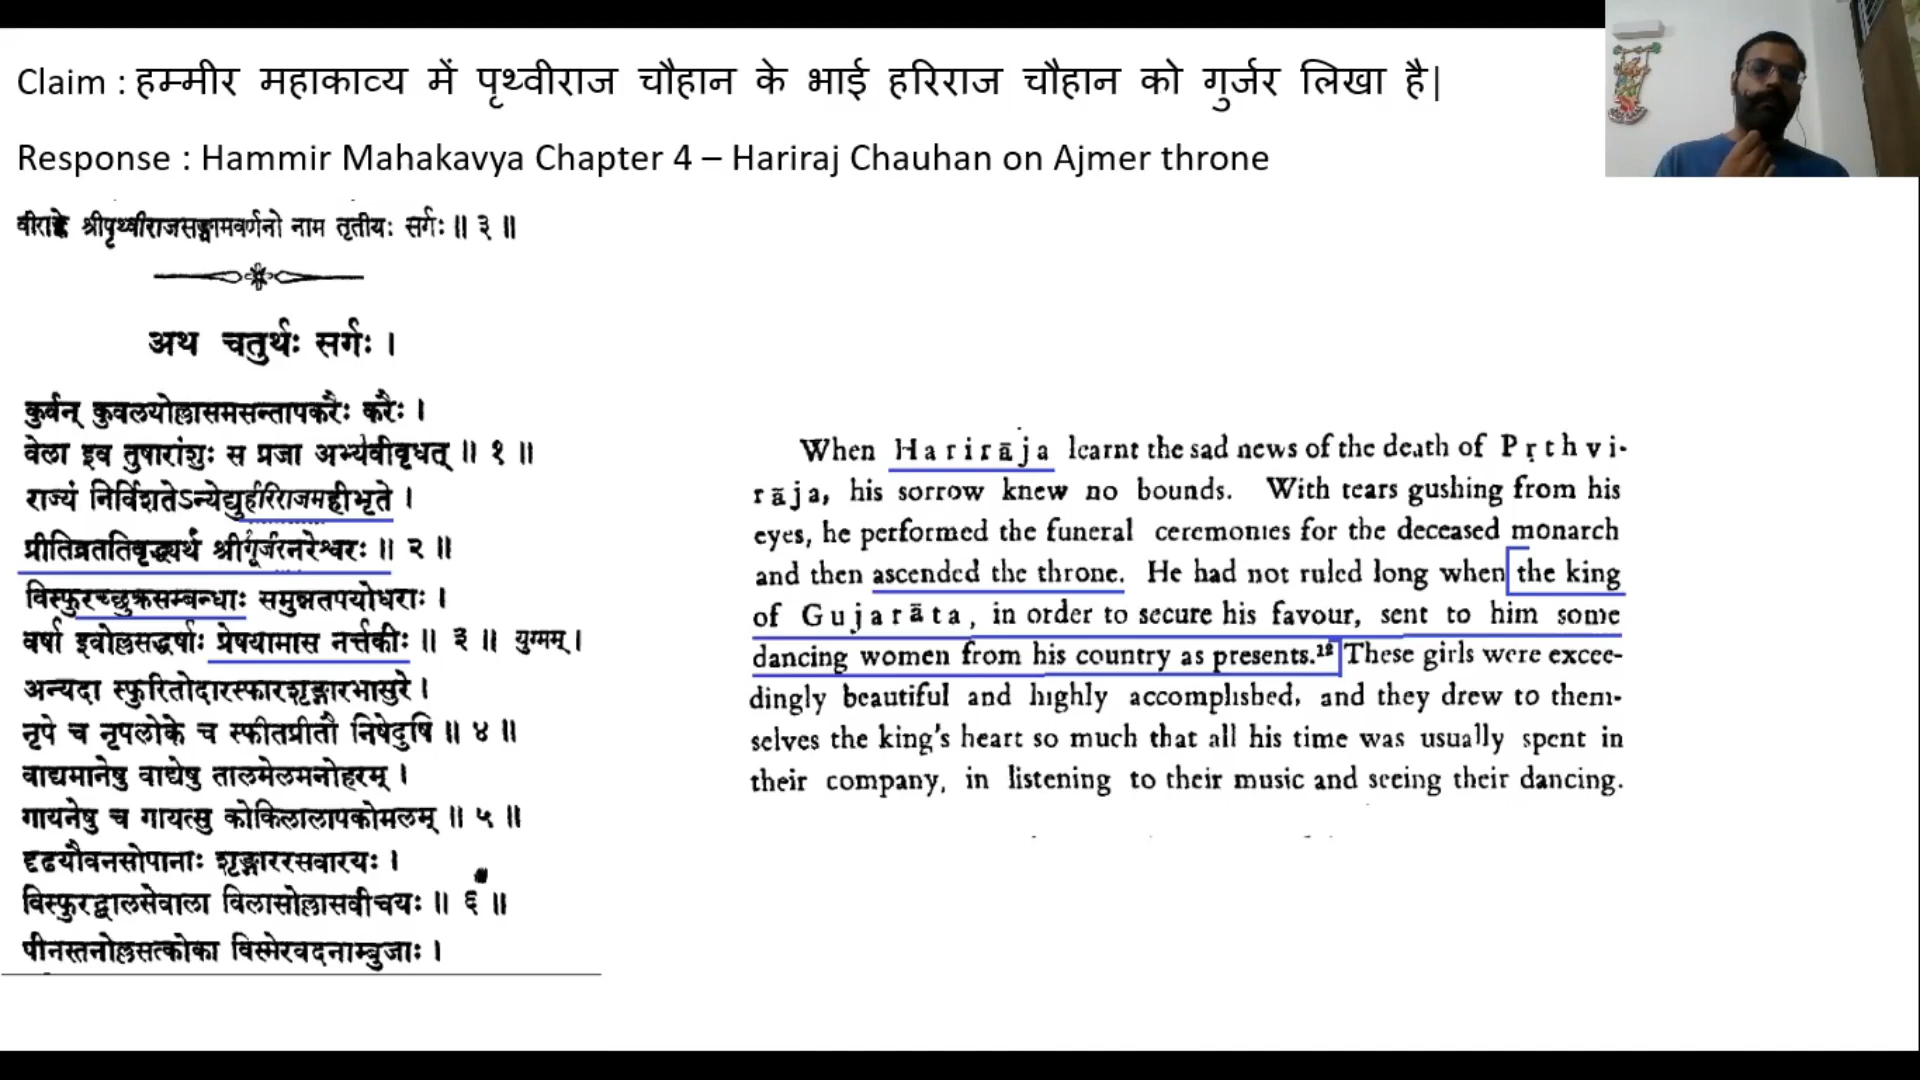 Claim : हम्मीर महाकाव्य में पृथ्वीराज चौहान के भाई हरिराज चौहान को गुर्जर लिखा है|
Response : Hammir Mahakavya Chapter 4 – Hariraj Chauhan on Ajmer throne
श्रीपृथ्वीराजसङ्ग्रामवर्णनो नाम तृतीयः सर्गः ॥ ३ ॥
अथ चतुर्थः सर्गः ।
कुर्वन् कुवलयोल्लासमसन्तापकरैः करैः ।
वेला इव तुषारांशुः स प्रजा अभ्यवीवृधत् ॥ १ ॥
राज्यं निर्विशतेऽन्येद्युर्हरिराजमहीभृते ।
प्रीतिव्रततिवृद्ध्यर्थं श्रीगूर्जरनरेश्वरः ॥ २ ॥
विस्फुरच्छुक्रसम्बन्धाः समुन्नतपयोधराः ।
वर्षा इवोल्लसद्धर्षाः प्रेषयामास नर्त्तकीः ॥ ३ ॥ युग्मम् ।
अन्यदा स्फुरितोदारस्फारशृङ्गारभासुरे ।
नृपे च नृपलोके च स्फीतप्रीतौ निषेदुषि ॥ ४ ॥
वाद्यमानेषु वाद्येषु तालमेलमनोहरम् ।
गायनेषु च गायत्सु कोकिलालापकोमलम् ॥ ५ ॥
दृढयौवनसोपानाः शृङ्गाररसवारयः ।
विस्फुरद्वालसेवाला विलासोल्लासवीचयः ॥ ६ ॥
पीनस्तनोल्लसत्कोका विस्मेरवदनाम्बुजाः ।
When Harirāja learnt the sad news of the death of Pṛthvi-
rāja, his sorrow knew no bounds. With tears gushing from his
eyes, he performed the funeral ceremonies for the deceased monarch
and then ascended the throne. He had not ruled long when the king
of Gujarāta, in order to secure his favour, sent to him some
dancing women from his country as presents.¹² These girls were excee-
dingly beautiful and highly accomplished, and they drew to them-
selves the king's heart so much that all his time was usually spent in
their company, in listening to their music and seeing their dancing.